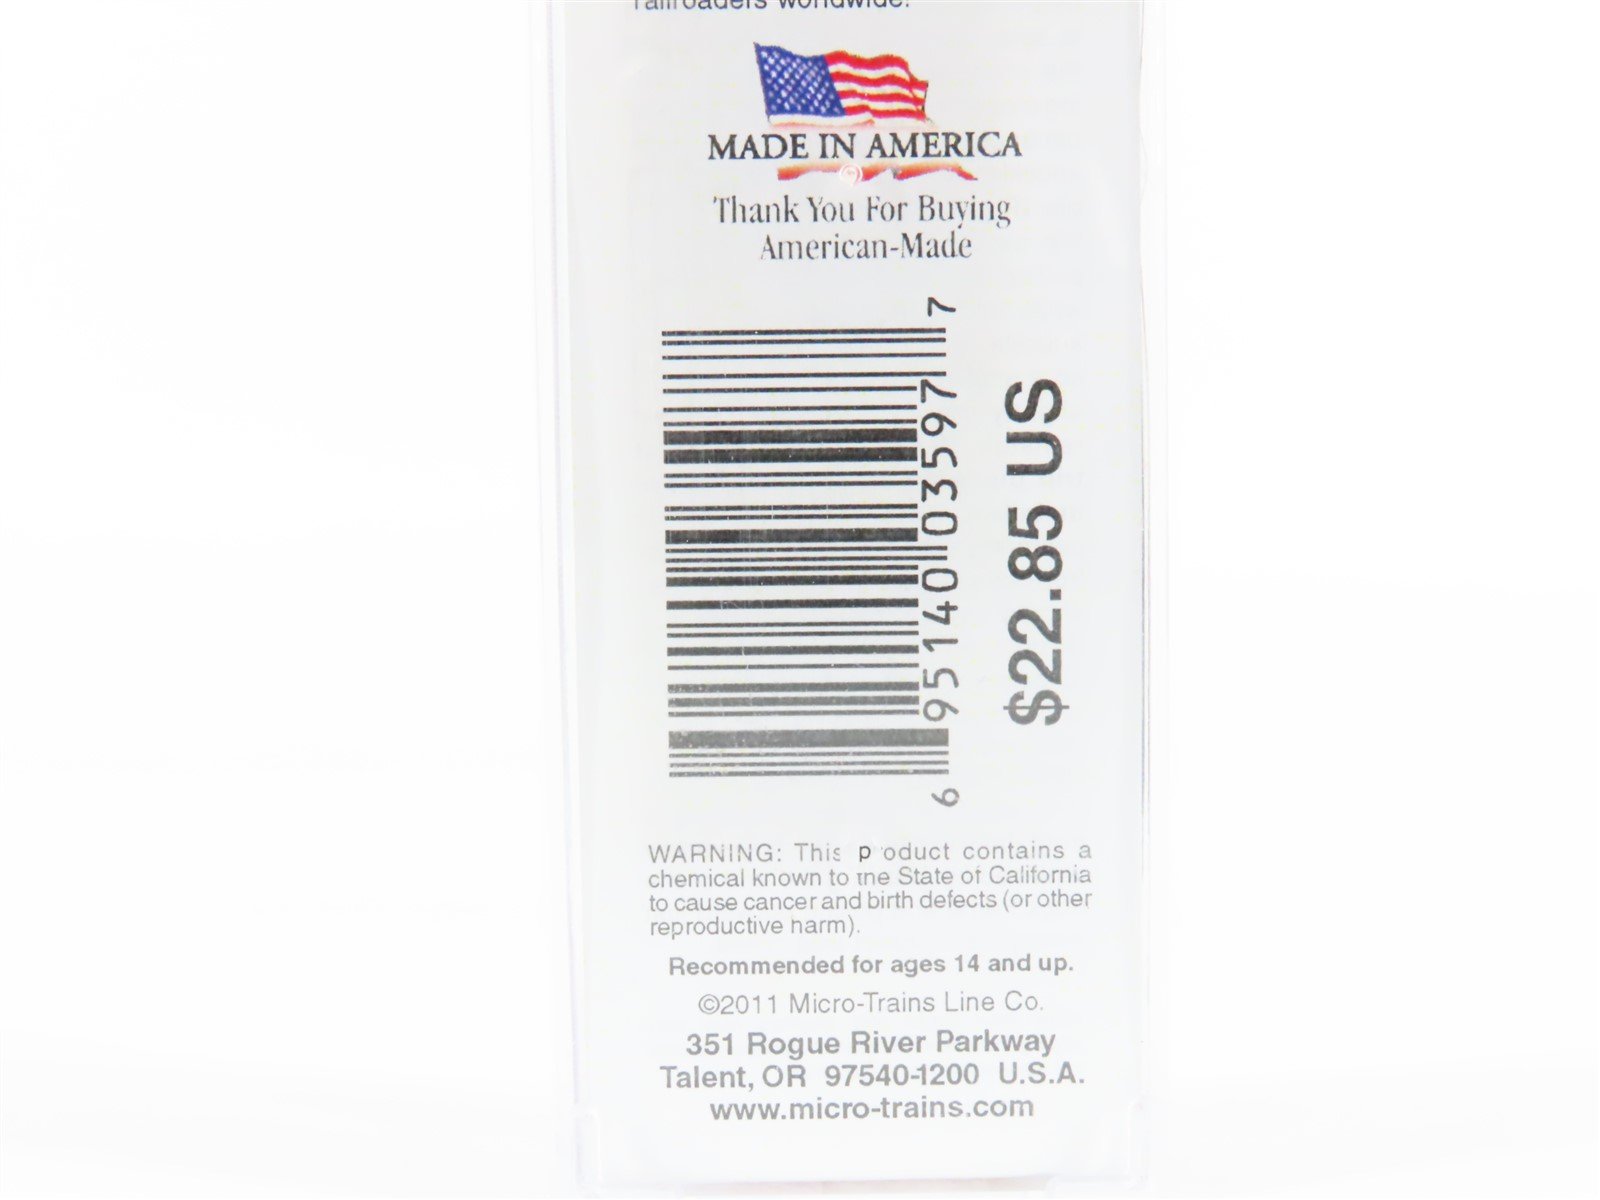 railroaders worldwide.
MADE IN AMERICA
Thank You For Buying
American-Made
6 95140 03597 7
$22.85 US
WARNING: This product contains a
chemical known to the State of California
to cause cancer and birth defects (or other
reproductive harm).
Recommended for ages 14 and up.
©2011 Micro-Trains Line Co.
351 Rogue River Parkway
Talent, OR 97540-1200 U.S.A.
www.micro-trains.com